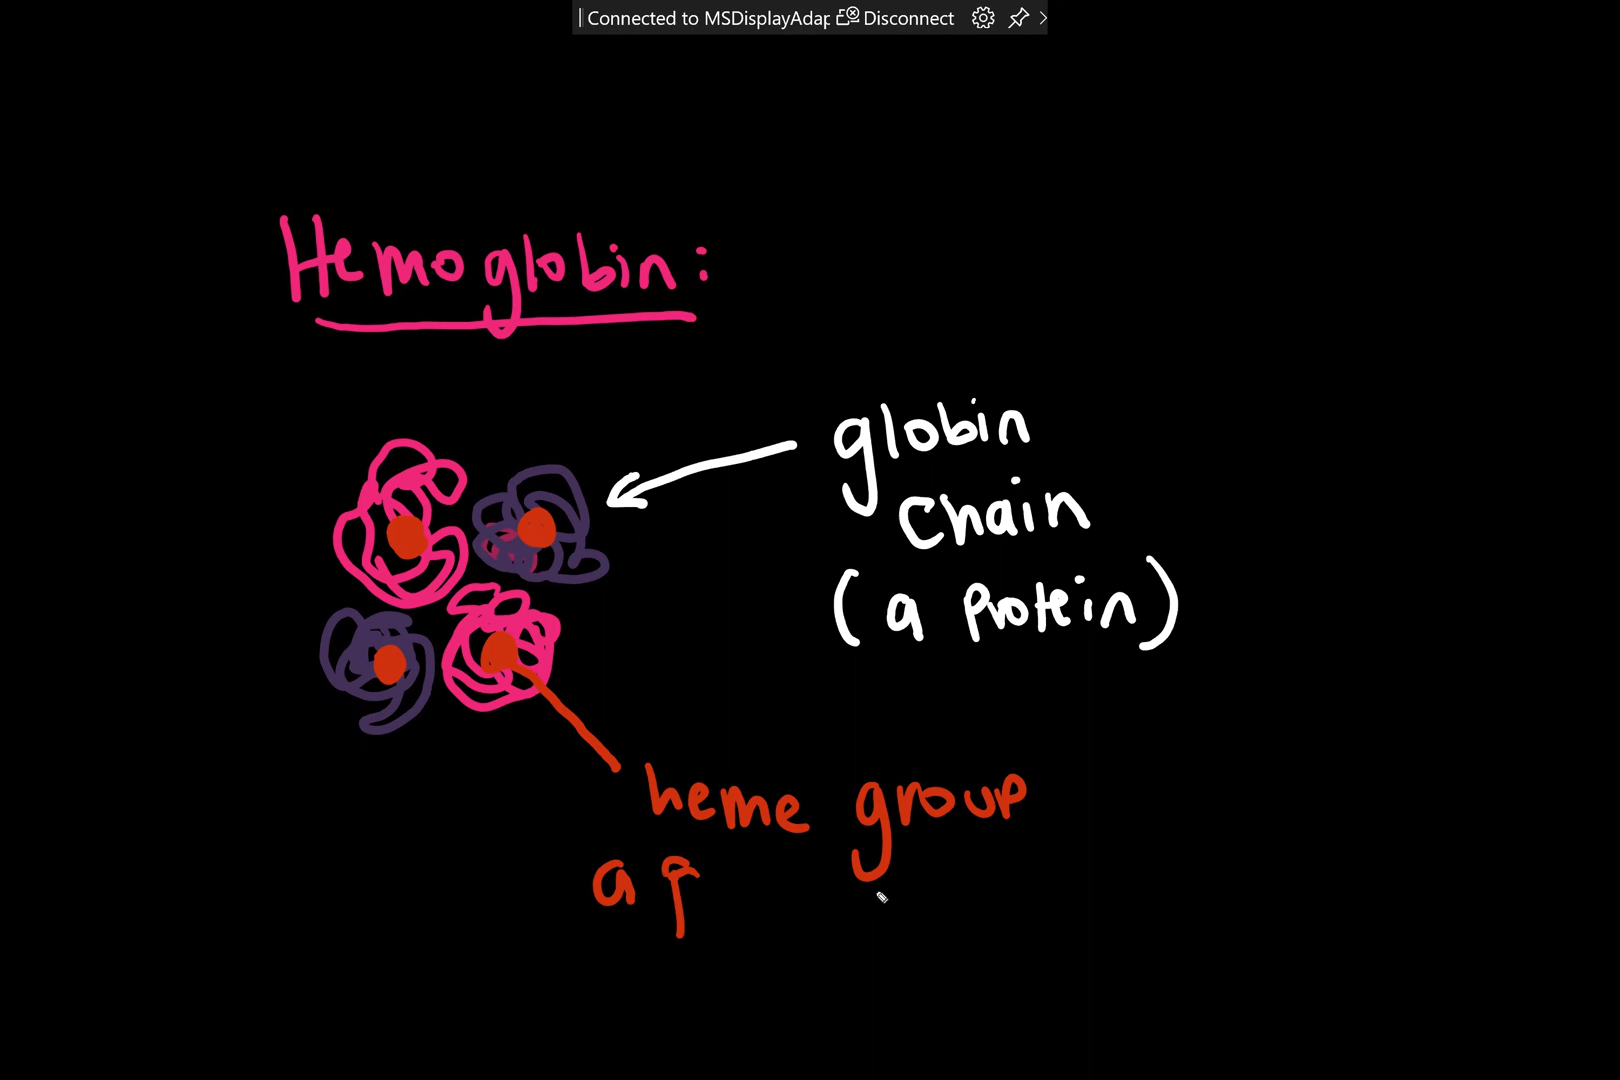 Connected to MSDisplayAdap Disconnect
Hemoglobin:
globin
chain
(a protein)
heme group
a p